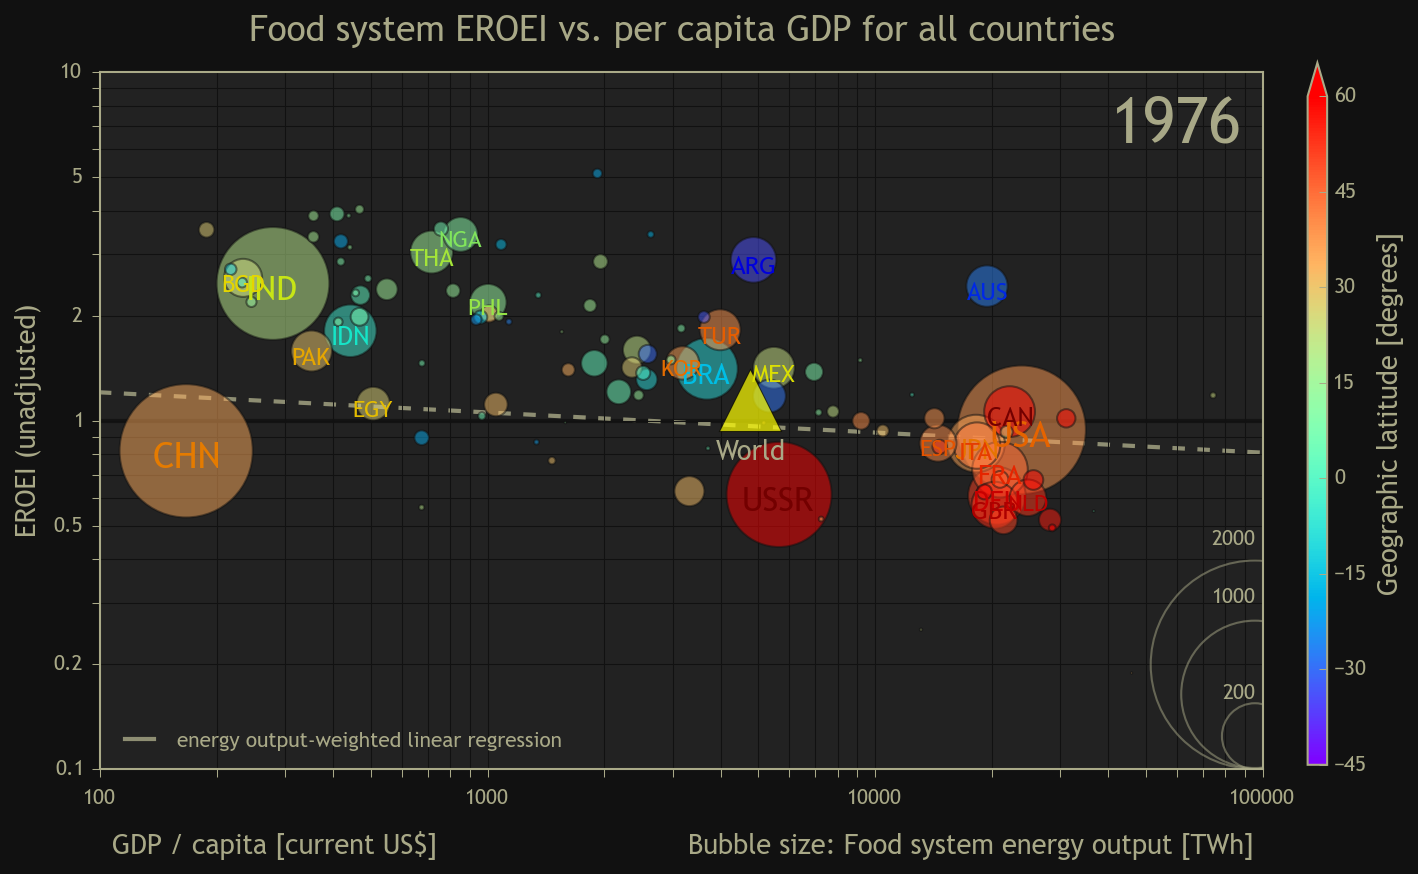 Food system EROEI vs. per capita GDP for all countries
1976
10
5
2
1
0.5
0.2
0.1
EROEI (unadjusted)
NGA
THA
ARG
IND
AUS
PHL
IDN
TUR
PAK
KOR
BRA
MEX
EGY
CAN
USA
CHN
World
ESP
ITA
FRA
USSR
GBR
2000
1000
200
energy output-weighted linear regression
100
1000
10000
100000
GDP / capita [current US$]
Bubble size: Food system energy output [TWh]
60
45
30
15
0
−15
−30
−45
Geographic latitude [degrees]